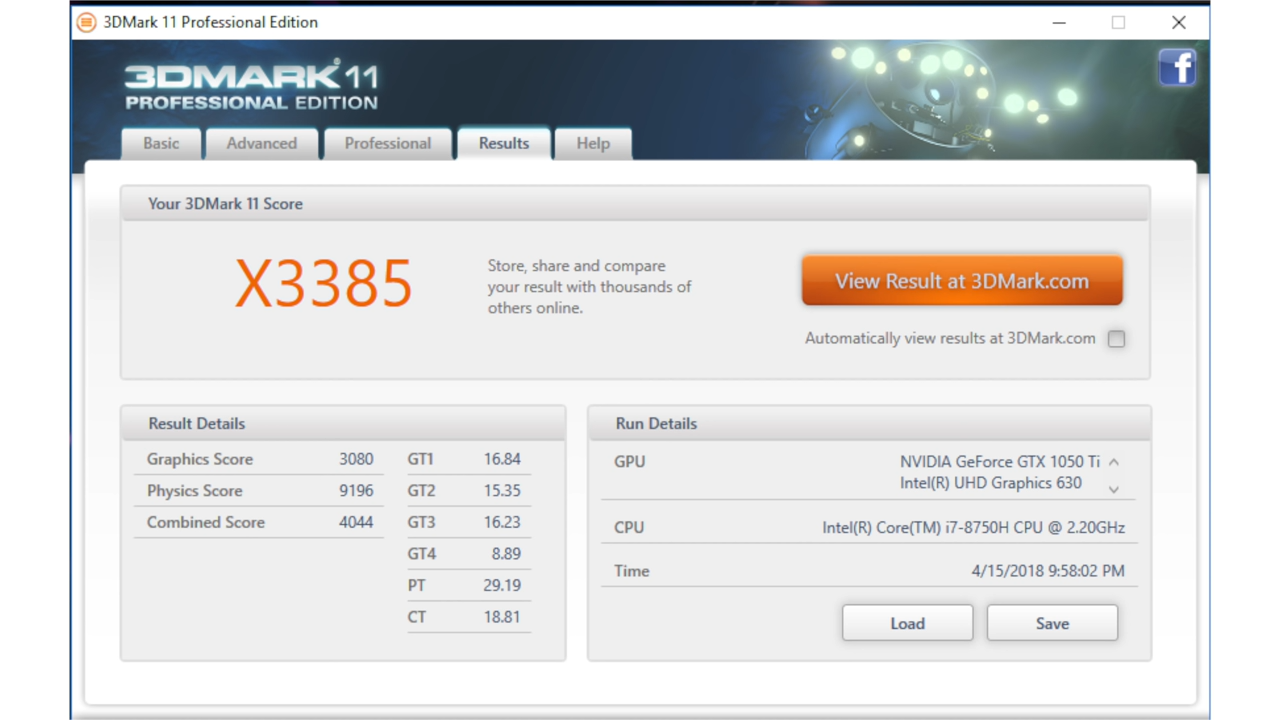 3DMark 11 Professional Edition
3DMARK® 11
PROFESSIONAL EDITION
f
Basic
Advanced
Professional
Results
Help
Your 3DMark 11 Score
X3385
Store, share and compare
your result with thousands of
others online.
View Result at 3DMark.com
Automatically view results at 3DMark.com
Result Details
Graphics Score 3080
Physics Score 9196
Combined Score 4044
GT1 16.84
GT2 15.35
GT3 16.23
GT4 8.89
PT 29.19
CT 18.81
Run Details
GPU NVIDIA GeForce GTX 1050 Ti
Intel(R) UHD Graphics 630
CPU Intel(R) Core(TM) i7-8750H CPU @ 2.20GHz
Time 4/15/2018 9:58:02 PM
Load
Save